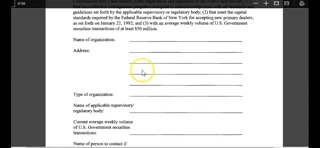 guidelines set forth by the applicable supervisory or regulatory body; (2) that meet the capital
standards required by the Federal Reserve Bank of New York for accepting new primary dealers,
as set forth on January 22, 1992; and (3) with an average weekly volume of U.S. Government
securities transactions of at least $50 million.
Name of organization:
Address:
Type of organization:
Name of applicable supervisory/
regulatory body:
Current average weekly volume
of U.S. Government securities
transactions:
Name of person to contact if